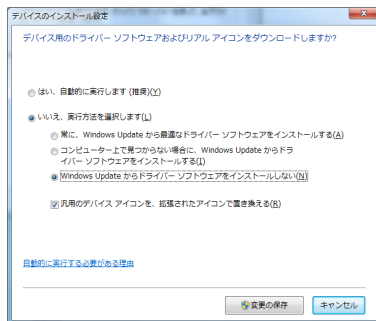 デバイスのインストール設定
デバイス用のドライバー ソフトウェアおよびリアル アイコンをダウンロードしますか?
はい、自動的に実行します (推奨)(Y)
いいえ、実行方法を選択します(L)
常に、Windows Update から最適なドライバー ソフトウェアをインストールする(A)
コンピューター上で見つからない場合に、Windows Update からドラ
イバー ソフトウェアをインストールする(I)
Windows Update からドライバー ソフトウェアをインストールしない(N)
汎用のデバイス アイコンを、拡張されたアイコンで置き換える(R)
自動的に実行する必要がある理由
変更の保存
キャンセル